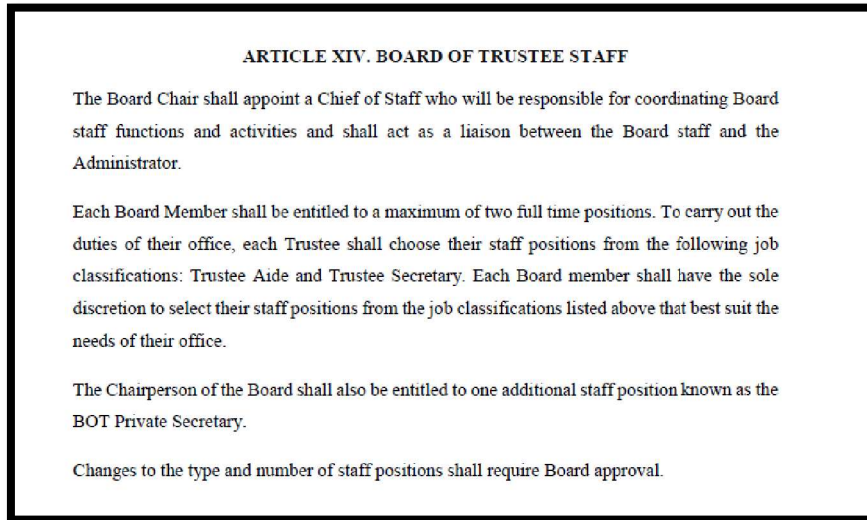 ARTICLE XIV. BOARD OF TRUSTEE STAFF
The Board Chair shall appoint a Chief of Staff who will be responsible for coordinating Board
staff functions and activities and shall act as a liaison between the Board staff and the
Administrator.
Each Board Member shall be entitled to a maximum of two full time positions. To carry out the
duties of their office, each Trustee shall choose their staff positions from the following job
classifications: Trustee Aide and Trustee Secretary. Each Board member shall have the sole
discretion to select their staff positions from the job classifications listed above that best suit the
needs of their office.
The Chairperson of the Board shall also be entitled to one additional staff position known as the
BOT Private Secretary.
Changes to the type and number of staff positions shall require Board approval.